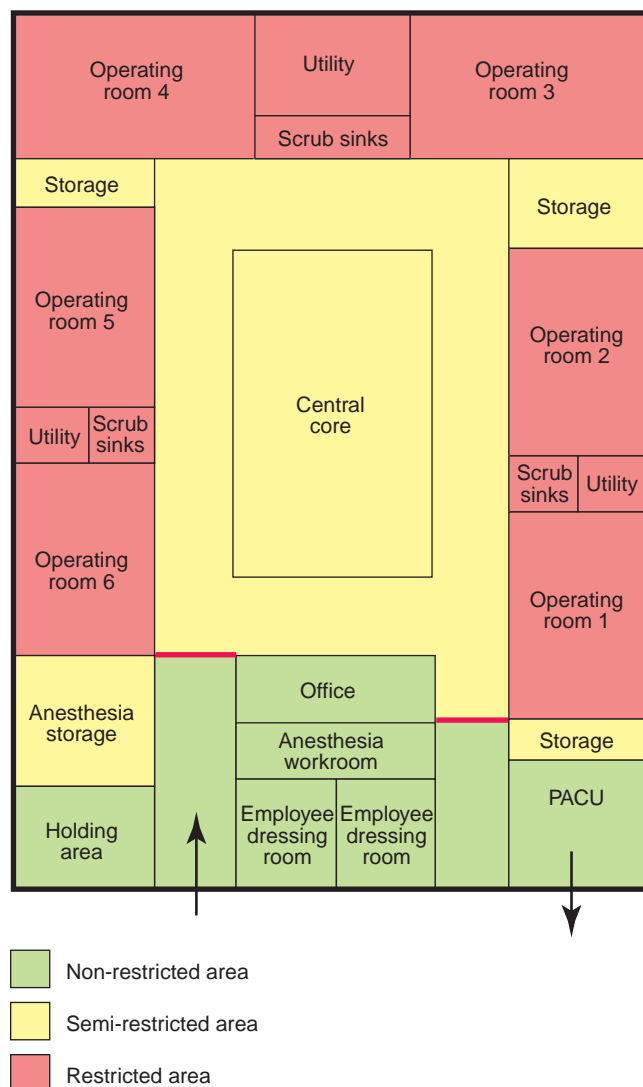 Operating
room 4
Utility
Operating
room 3
Scrub sinks
Storage
Storage
Operating
room 5
Operating
room 2
Central
core
Utility
Scrub
sinks
Scrub
sinks
Utility
Operating
room 6
Operating
room 1
Office
Anesthesia
storage
Anesthesia
workroom
Storage
PACU
Holding
area
Employee
dressing
room
Employee
dressing
room
Non-restricted area
Semi-restricted area
Restricted area